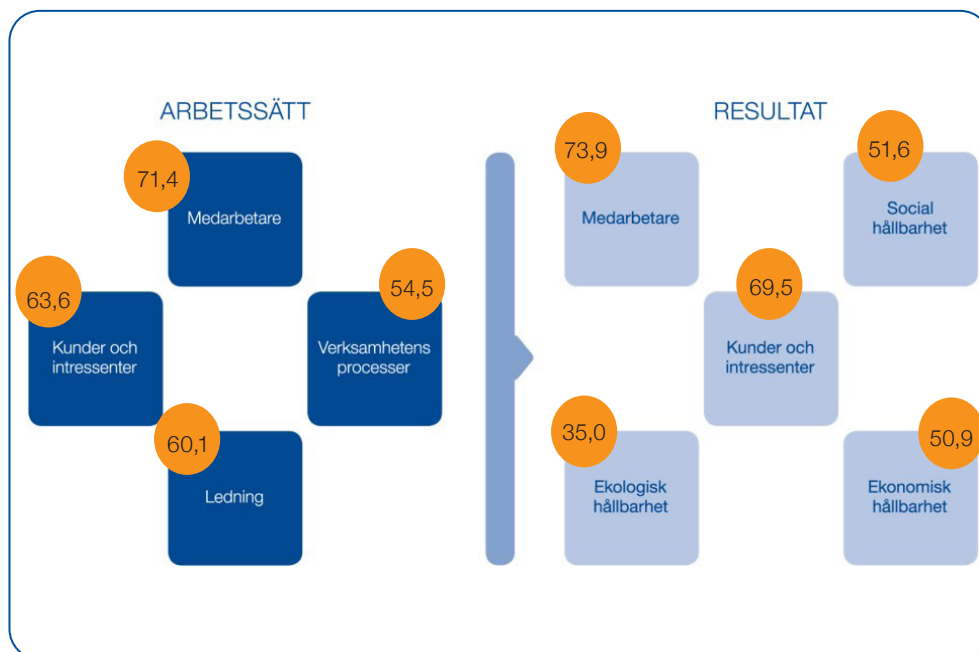 ARBETSSÄTT
71,4
Medarbetare
63,6
Kunder och
intressenter
54,5
Verksamhetens
processer
60,1
Ledning
RESULTAT
73,9
Medarbetare
51,6
Social
hållbarhet
69,5
Kunder och
intressenter
35,0
Ekologisk
hållbarhet
50,9
Ekonomisk
hållbarhet